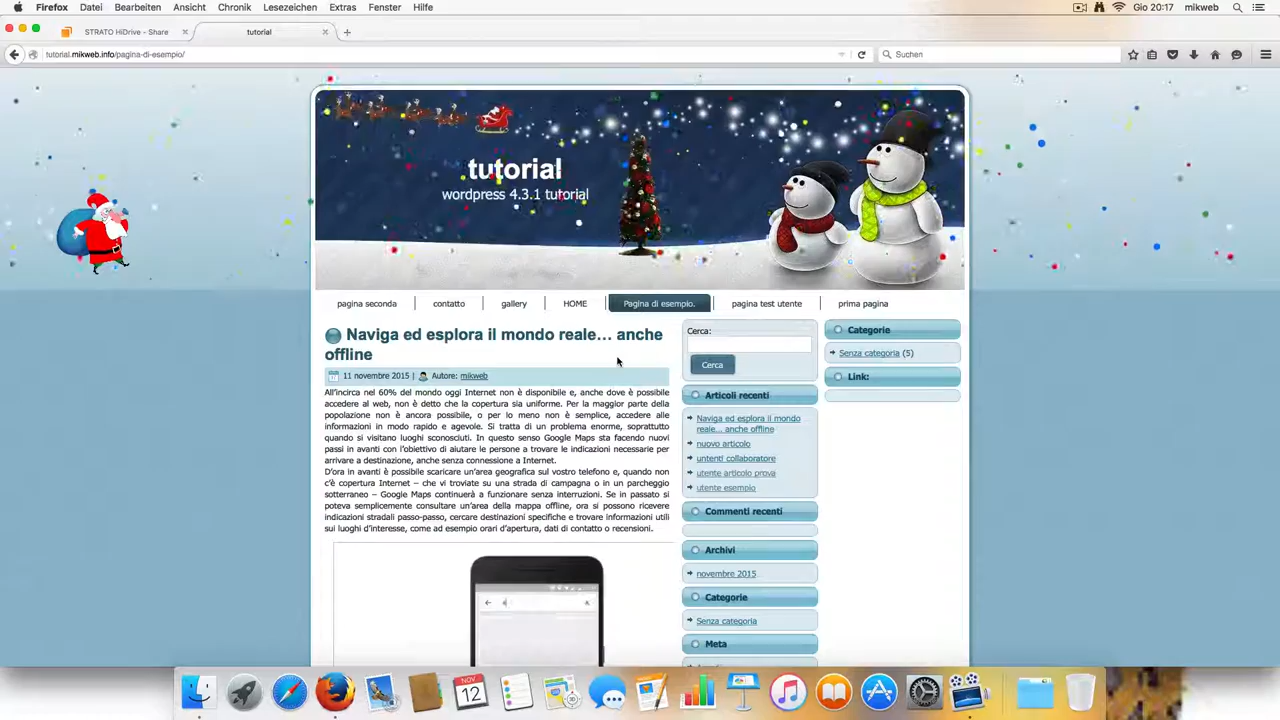 Firefox Datei Bearbeiten Ansicht Chronik Lesezeichen Extras Fenster Hilfe Gio 20:17 mikweb
STRATO HiDrive - Share tutorial
tutorial.mikweb.info/pagina-di-esempio/ Suchen
tutorial
wordpress 4.3.1 tutorial
pagina seconda contatto gallery HOME Pagina di esempio. pagina test utente prima pagina
Naviga ed esplora il mondo reale… anche
offline
11 novembre 2015 | Autore: mikweb
All'incirca nel 60% del mondo oggi Internet non è disponibile e, anche dove è possibile
accedere al web, non è detto che la copertura sia uniforme. Per la maggior parte della
popolazione non è ancora possibile, o per lo meno non è semplice, accedere alle
informazioni in modo rapido e agevole. Si tratta di un problema enorme, soprattutto
quando si visitano luoghi sconosciuti. In questo senso Google Maps sta facendo nuovi
passi in avanti con l'obiettivo di aiutare le persone a trovare le indicazioni necessarie per
arrivare a destinazione, anche senza connessione a Internet.
D'ora in avanti è possibile scaricare un'area geografica sul vostro telefono e, quando non
c'è copertura Internet – che vi troviate su una strada di campagna o in un parcheggio
sotterraneo – Google Maps continuerà a funzionare senza interruzioni. Se in passato si
poteva semplicemente consultare un'area della mappa offline, ora si possono ricevere
indicazioni stradali passo-passo, cercare destinazioni specifiche e trovare informazioni utili
sui luoghi d'interesse, come ad esempio orari d'apertura, dati di contatto o recensioni.
Cerca:
Cerca
Articoli recenti
Naviga ed esplora il mondo
reale… anche offline
nuovo articolo
untenti collaboratore
utente articolo prova
utente esempio
Commenti recenti
Archivi
novembre 2015
Categorie
Senza categoria
Meta
Categorie
Senza categoria (5)
Link:
NOV
12